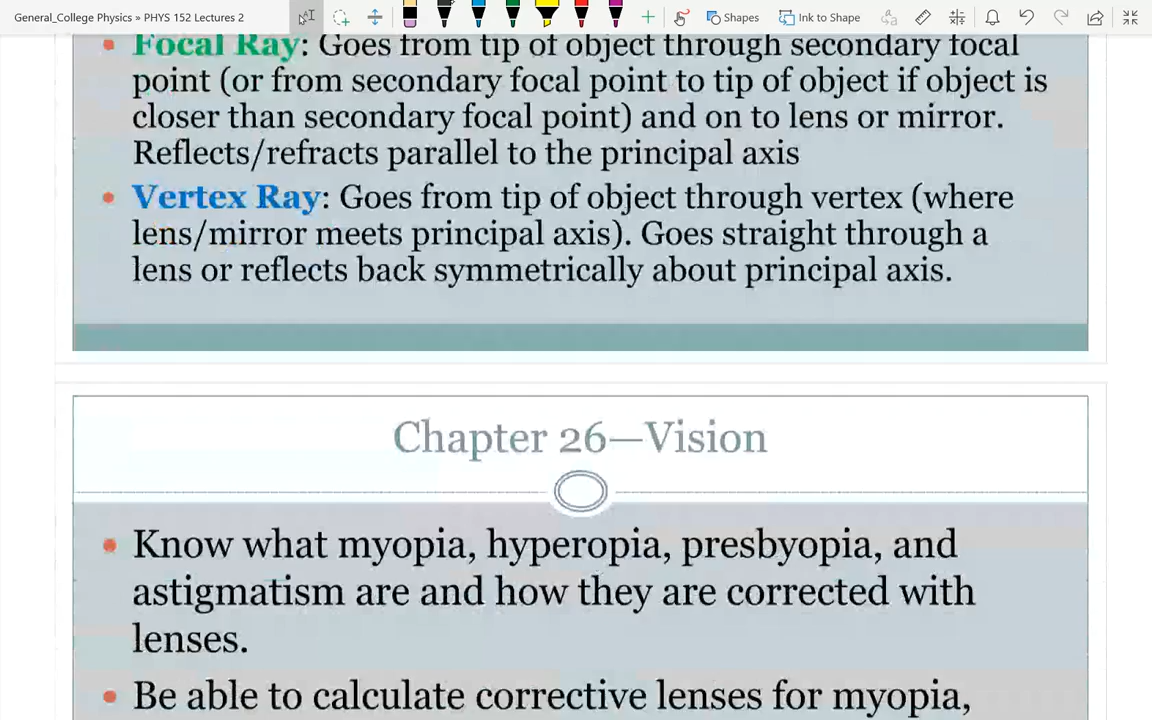 General_College Physics » PHYS 152 Lectures 2
Shapes
Ink to Shape
Focal Ray: Goes from tip of object through secondary focal
point (or from secondary focal point to tip of object if object is
closer than secondary focal point) and on to lens or mirror.
Reflects/refracts parallel to the principal axis
Vertex Ray: Goes from tip of object through vertex (where
lens/mirror meets principal axis). Goes straight through a
lens or reflects back symmetrically about principal axis.
Chapter 26—Vision
Know what myopia, hyperopia, presbyopia, and
astigmatism are and how they are corrected with
lenses.
Be able to calculate corrective lenses for myopia,